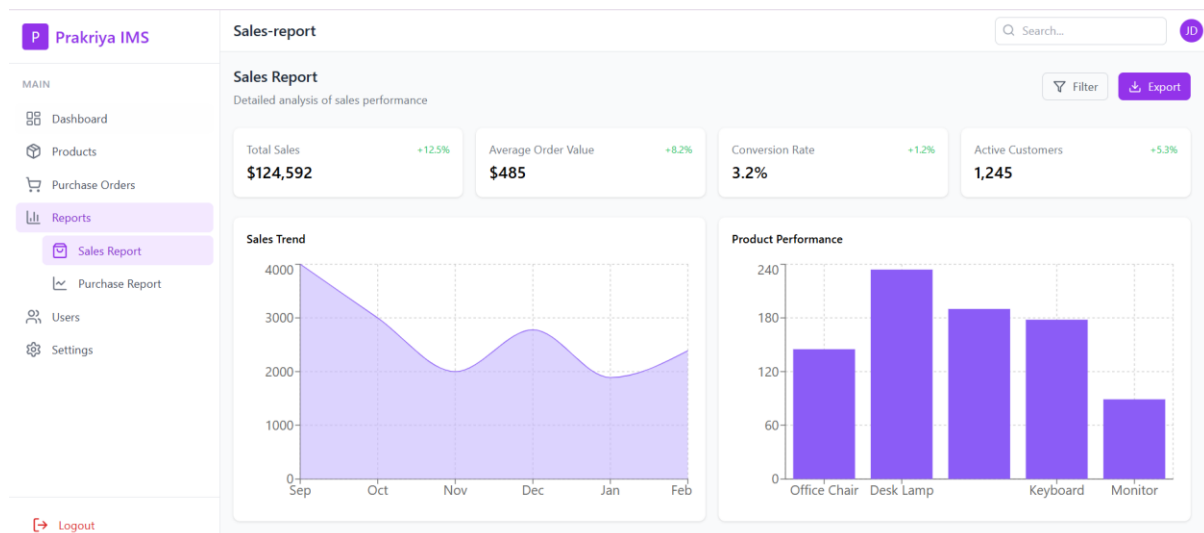 P Prakriya IMS
MAIN
Dashboard
Products
Purchase Orders
Reports
Sales Report
Purchase Report
Users
Settings
Logout
Sales-report
Search...
JD
Sales Report
Detailed analysis of sales performance
Filter
Export
Total Sales +12.5%
$124,592
Average Order Value +8.2%
$485
Conversion Rate +1.2%
3.2%
Active Customers +5.3%
1,245
Sales Trend
4000
3000
2000
1000
0
Sep Oct Nov Dec Jan Feb
Product Performance
240
180
120
60
0
Office Chair Desk Lamp Keyboard Monitor